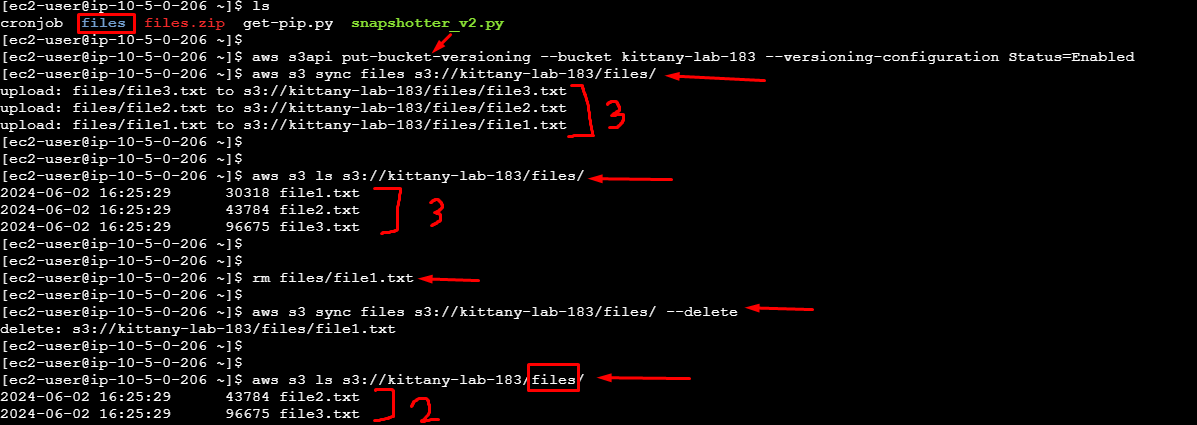 [ec2-user@ip-10-5-0-206 ~]$ ls
cronjob files files.zip get-pip.py snapshotter_v2.py
[ec2-user@ip-10-5-0-206 ~]$
[ec2-user@ip-10-5-0-206 ~]$ aws s3api put-bucket-versioning --bucket kittany-lab-183 --versioning-configuration Status=Enabled
[ec2-user@ip-10-5-0-206 ~]$ aws s3 sync files s3://kittany-lab-183/files/
upload: files/file3.txt to s3://kittany-lab-183/files/file3.txt
upload: files/file2.txt to s3://kittany-lab-183/files/file2.txt
3
upload: files/file1.txt to s3://kittany-lab-183/files/file1.txt
[ec2-user@ip-10-5-0-206 ~]$
[ec2-user@ip-10-5-0-206 ~]$
[ec2-user@ip-10-5-0-206 ~]$ aws s3 ls s3://kittany-lab-183/files/
2024-06-02 16:25:29 30318 file1.txt
2024-06-02 16:25:29 43784 file2.txt
3
2024-06-02 16:25:29 96675 file3.txt
[ec2-user@ip-10-5-0-206 ~]$
[ec2-user@ip-10-5-0-206 ~]$
[ec2-user@ip-10-5-0-206 ~]$ rm files/file1.txt
[ec2-user@ip-10-5-0-206 ~]$
[ec2-user@ip-10-5-0-206 ~]$ aws s3 sync files s3://kittany-lab-183/files/ --delete
delete: s3://kittany-lab-183/files/file1.txt
[ec2-user@ip-10-5-0-206 ~]$
[ec2-user@ip-10-5-0-206 ~]$
[ec2-user@ip-10-5-0-206 ~]$ aws s3 ls s3://kittany-lab-183/files/
2024-06-02 16:25:29 43784 file2.txt
2024-06-02 16:25:29 96675 file3.txt
2